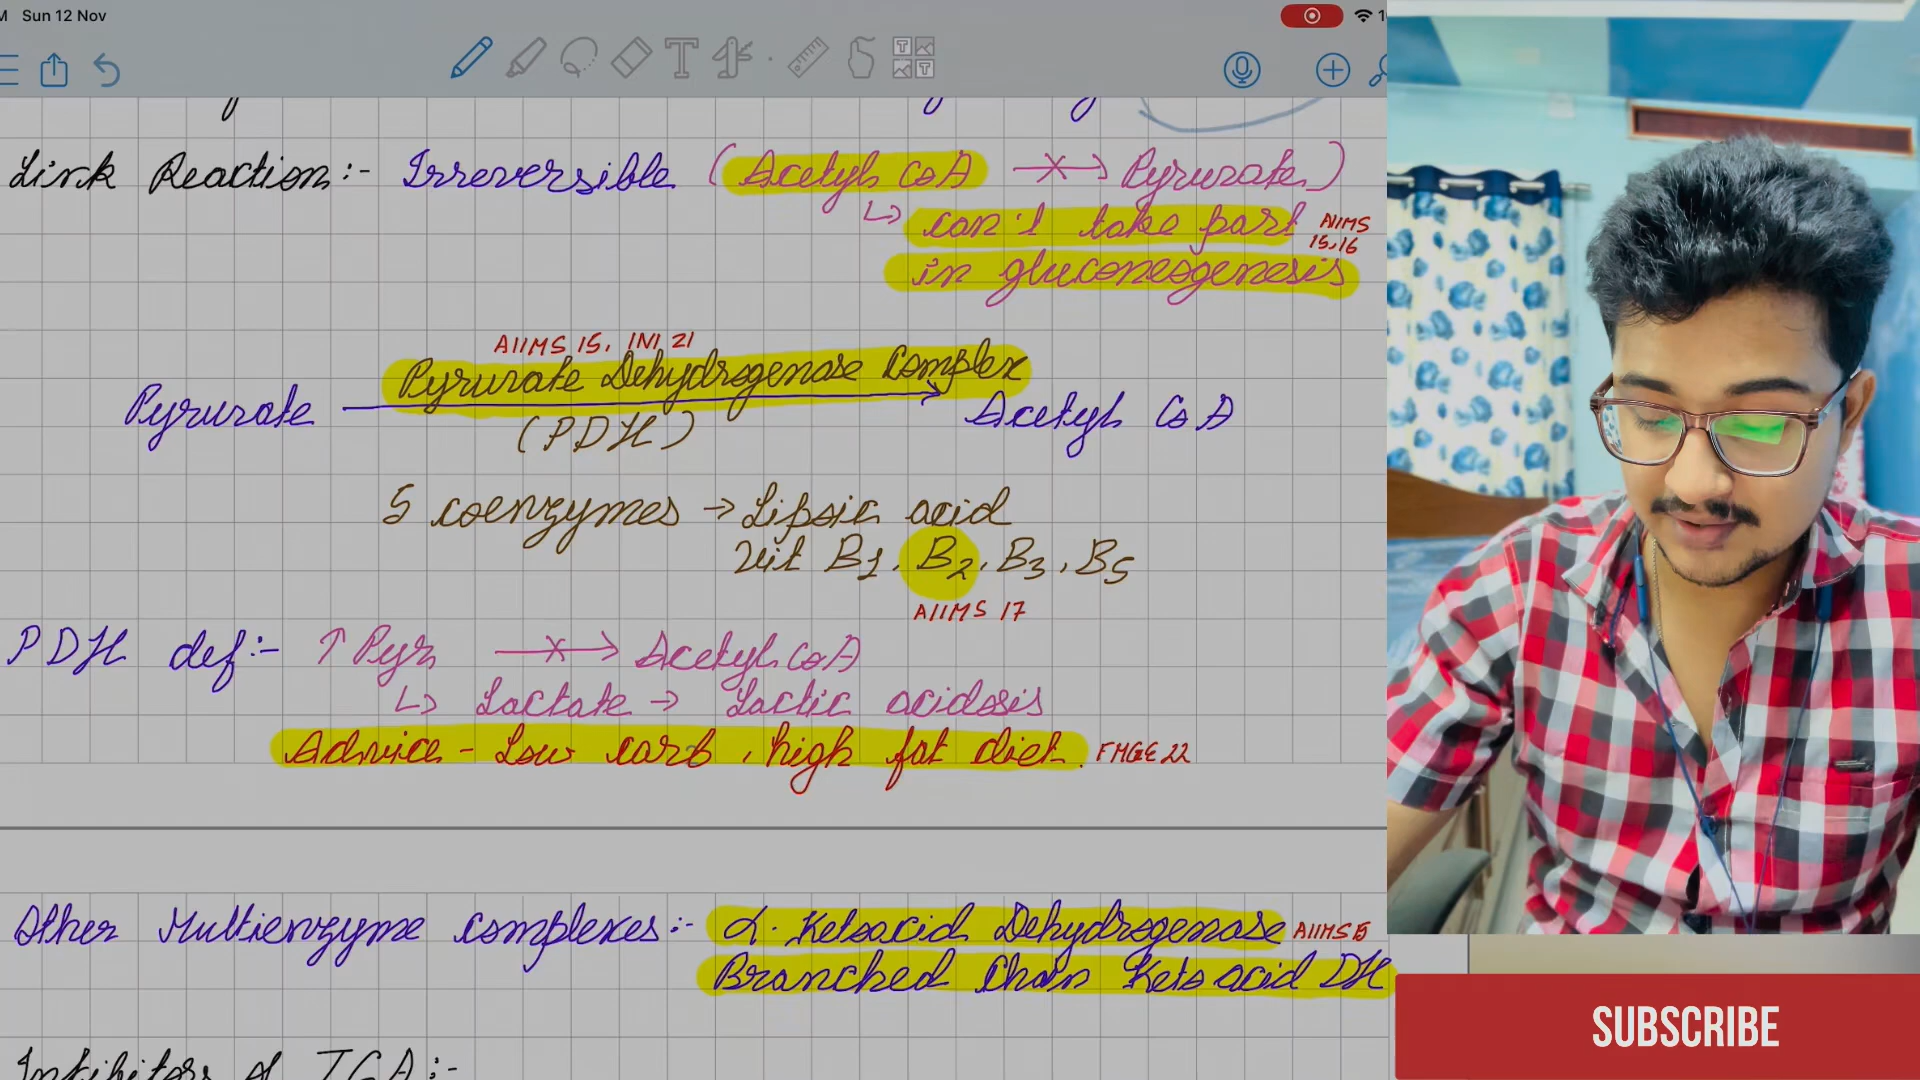 Sun 12 Nov
Link Reaction:- Irreversible (Acetyl CoA -x-> Pyruvate)
↳ can't take part AIIMS 15,16
in gluconeogenesis
AIIMS 15, INI 21
Pyruvate Dehydrogenase Complex
Pyruvate → Acetyl CoA
(PDH)
5 coenzymes → Lipoic acid
Vit B1, B2, B3, B5
AIIMS 17
PDH def:- ↑ Pyr -x-> Acetyl CoA
↳ Lactate → Lactic acidosis
Advice - Low carb, high fat diet. FMGE 22
Other Multienzyme complexes:- α-Ketoacid Dehydrogenase AIIMS
Branched Chain Keto acid DH
Inhibitors of TCA:-
SUBSCRIBE